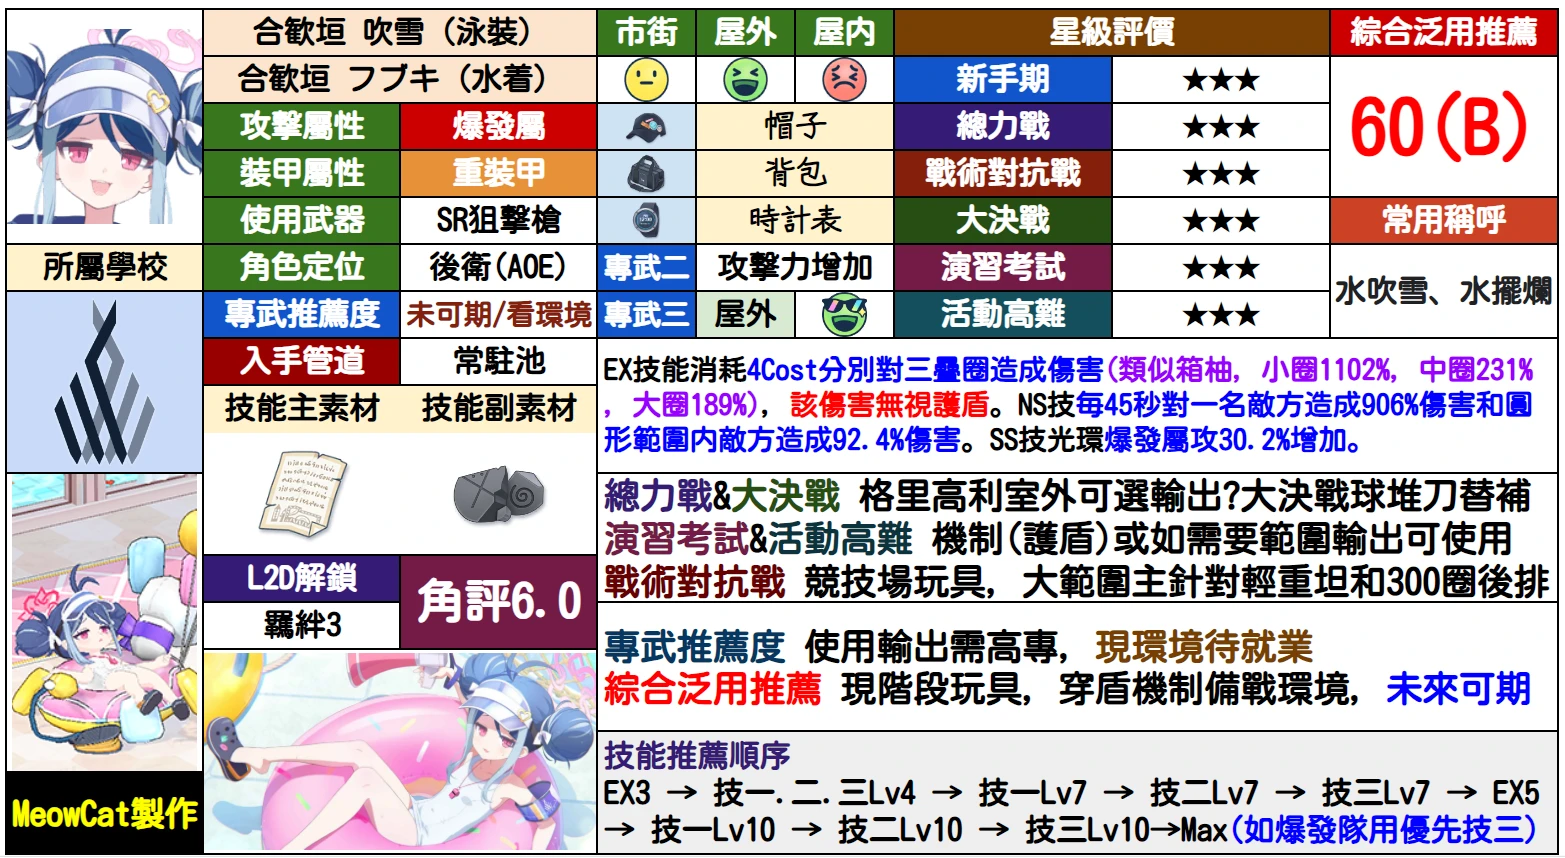 合歡垣 吹雪（泳裝）
合歡垣 フブキ（水着）
攻擊屬性 爆發屬
裝甲屬性 重裝甲
使用武器 SR狙擊槍
所屬學校
角色定位 後衛(AOE)
專武推薦度 未可期/看環境
入手管道 常駐池
技能主素材 技能副素材
L2D解鎖
羈絆3
角評6.0
MeowCat製作
市街 屋外 屋内
帽子
背包
時計表
專武二 攻擊力增加
專武三 屋外
星級評價
新手期 ★★★
總力戰 ★★★
戰術對抗戰 ★★★
大決戰 ★★★
演習考試 ★★★
活動高難 ★★★
綜合泛用推薦
60(B)
常用稱呼
水吹雪、水擺爛
EX技能消耗4Cost分別對三疊圈造成傷害(類似箱柚, 小圈1102%, 中圈231%
, 大圈189%), 該傷害無視護盾。NS技每45秒對一名敵方造成906%傷害和圓
形範圍内敵方造成92.4%傷害。SS技光環爆發屬攻30.2%增加。
總力戰&大決戰 格里高利室外可選輸出?大決戰球堆刀替補
演習考試&活動高難 機制(護盾)或如需要範圍輸出可使用
戰術對抗戰 競技場玩具, 大範圍主針對輕重坦和300圈後排
專武推薦度 使用輸出需高專, 現環境待就業
綜合泛用推薦 現階段玩具, 穿盾機制備戰環境, 未來可期
技能推薦順序
EX3 → 技一.二.三Lv4 → 技一Lv7 → 技二Lv7 → 技三Lv7 → EX5
→ 技一Lv10 → 技二Lv10 → 技三Lv10→Max(如爆發隊用優先技三)